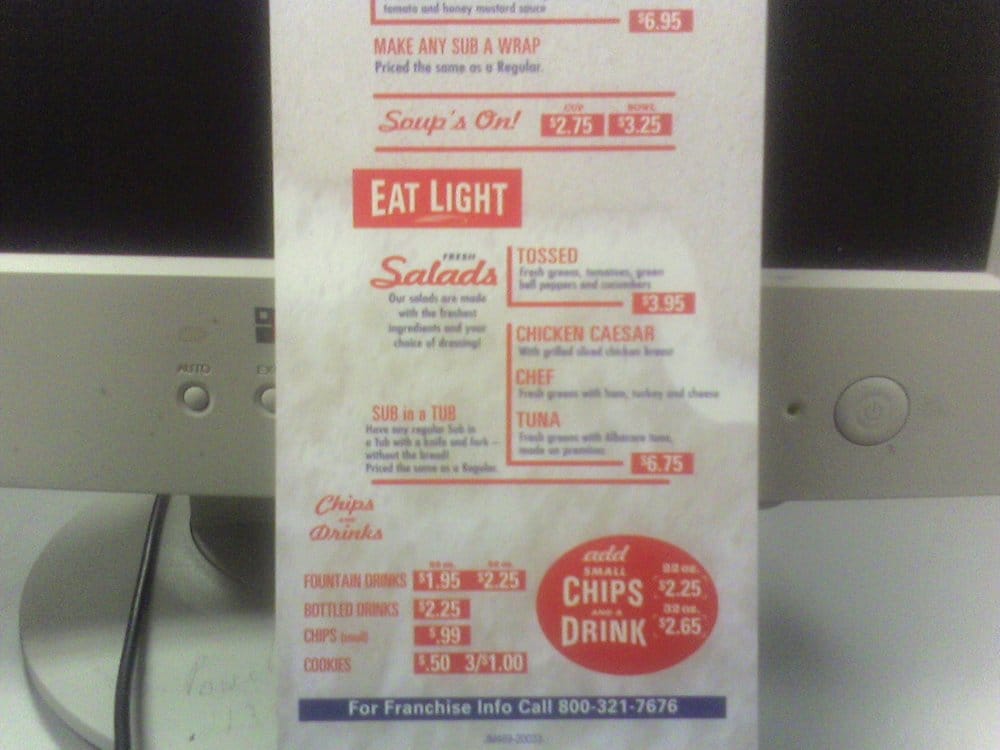 tomato and honey mustard sauce
$6.95
MAKE ANY SUB A WRAP
Priced the same as a Regular.
Soup's On!
CUP
$2.75
BOWL
$3.25
EAT LIGHT
FRESH
Salads
Our salads are made
with the freshest
ingredients and your
choice of dressing!
TOSSED
Fresh greens, tomatoes, green
bell peppers and cucumbers
$3.95
CHICKEN CAESAR
With grilled sliced chicken breast
CHEF
Fresh greens with ham, turkey and cheese
TUNA
Fresh greens with Albacore tuna,
made on premises
$6.75
SUB in a TUB
Have any regular Sub in
a Tub with a knife and fork –
without the bread!
Priced the same as a Regular.
Chips
AND
Drinks
FOUNTAIN DRINKS $1.95 $2.25
BOTTLED DRINKS $2.25
CHIPS (small) $.99
COOKIES $.50 3/$1.00
add
SMALL
CHIPS
AND A
DRINK
$2.25
32 oz.
$2.65
For Franchise Info Call 800-321-7676
AUTO